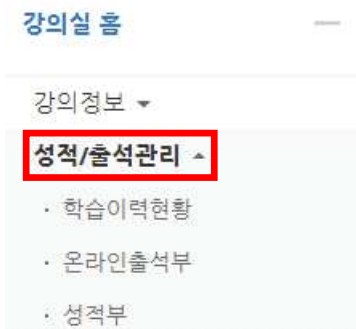 강의실 홈
강의정보
성적/출석관리
· 학습이력현황
· 온라인출석부
· 성적부